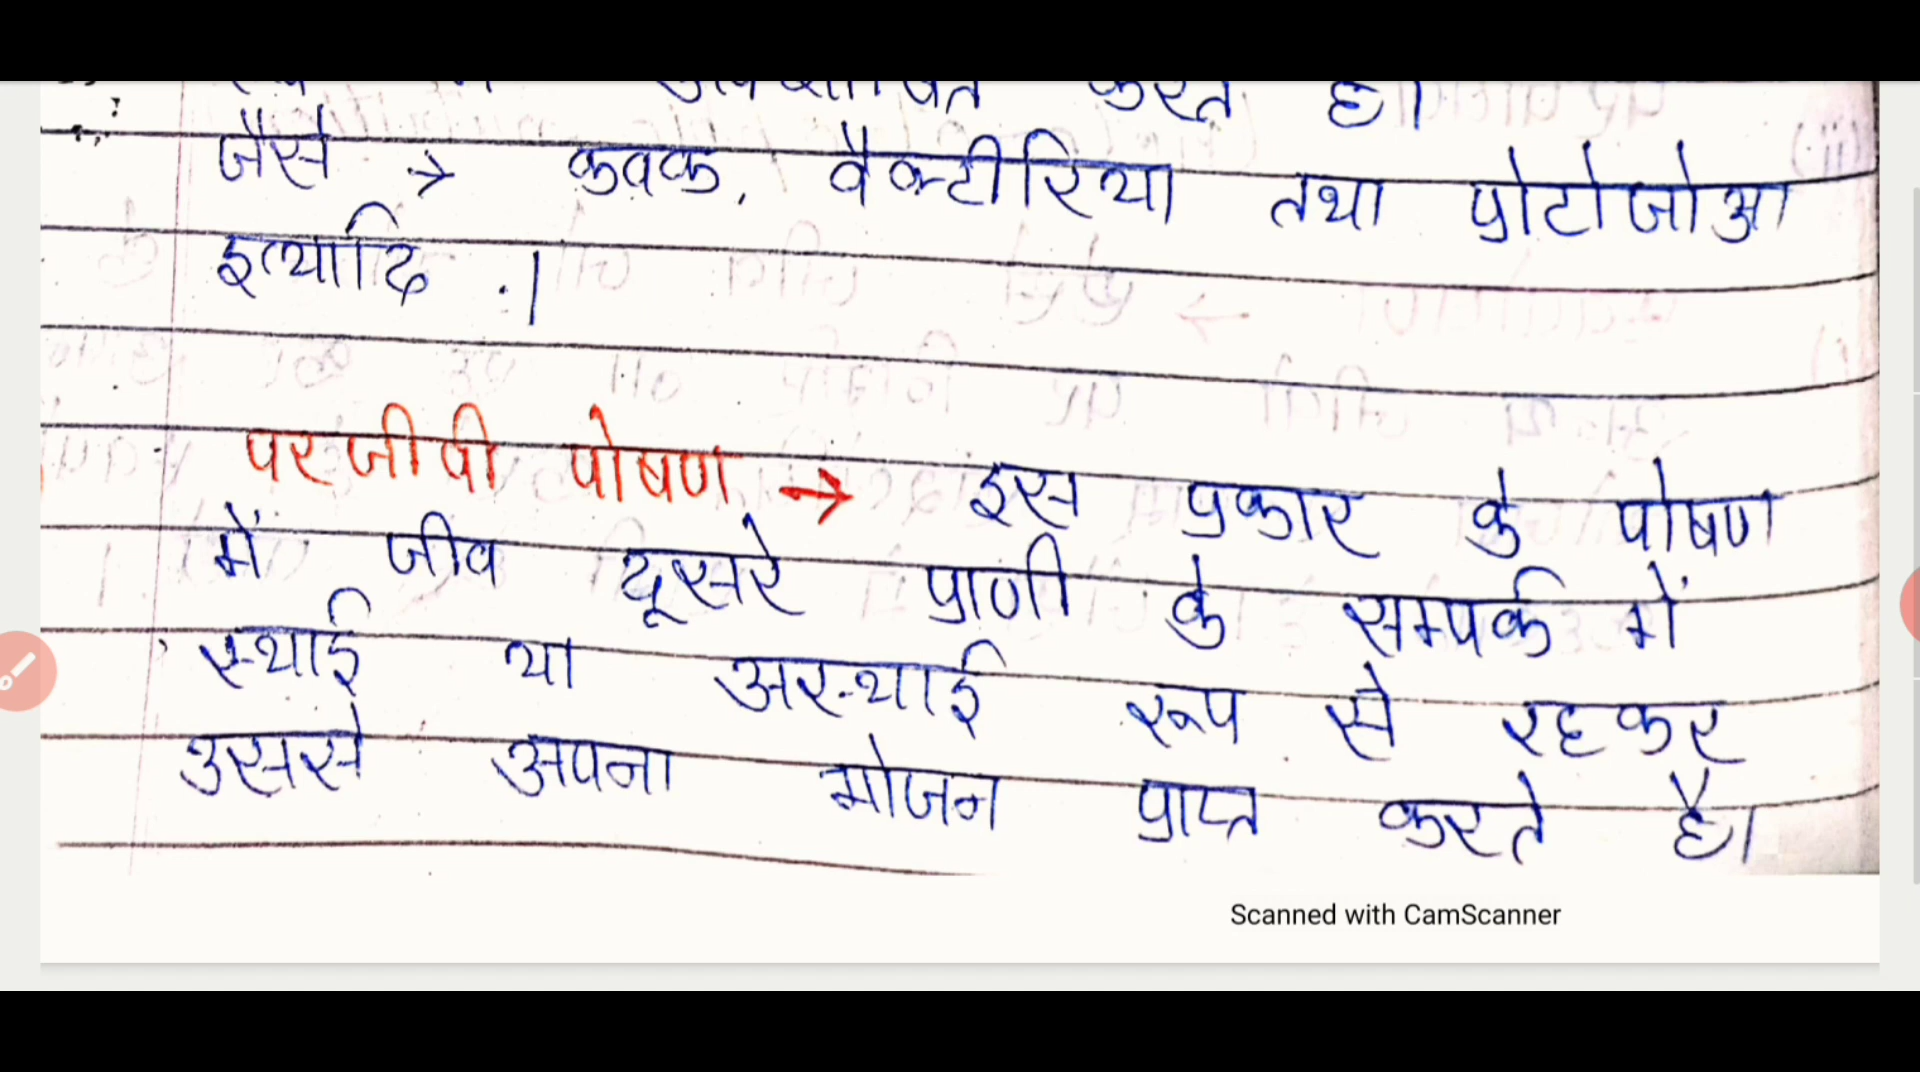 करते है।
जैसे → कवक, वैक्टीरिया तथा प्रोटोजोआ
इत्यादि ।
परजीवी पोषण → इस प्रकार के पोषण
में जीव दूसरे प्राणी के सम्पर्क में
स्थाई या अस्थाई रूप से रहकर
उससे अपना भोजन प्राप्त करते है।
Scanned with CamScanner